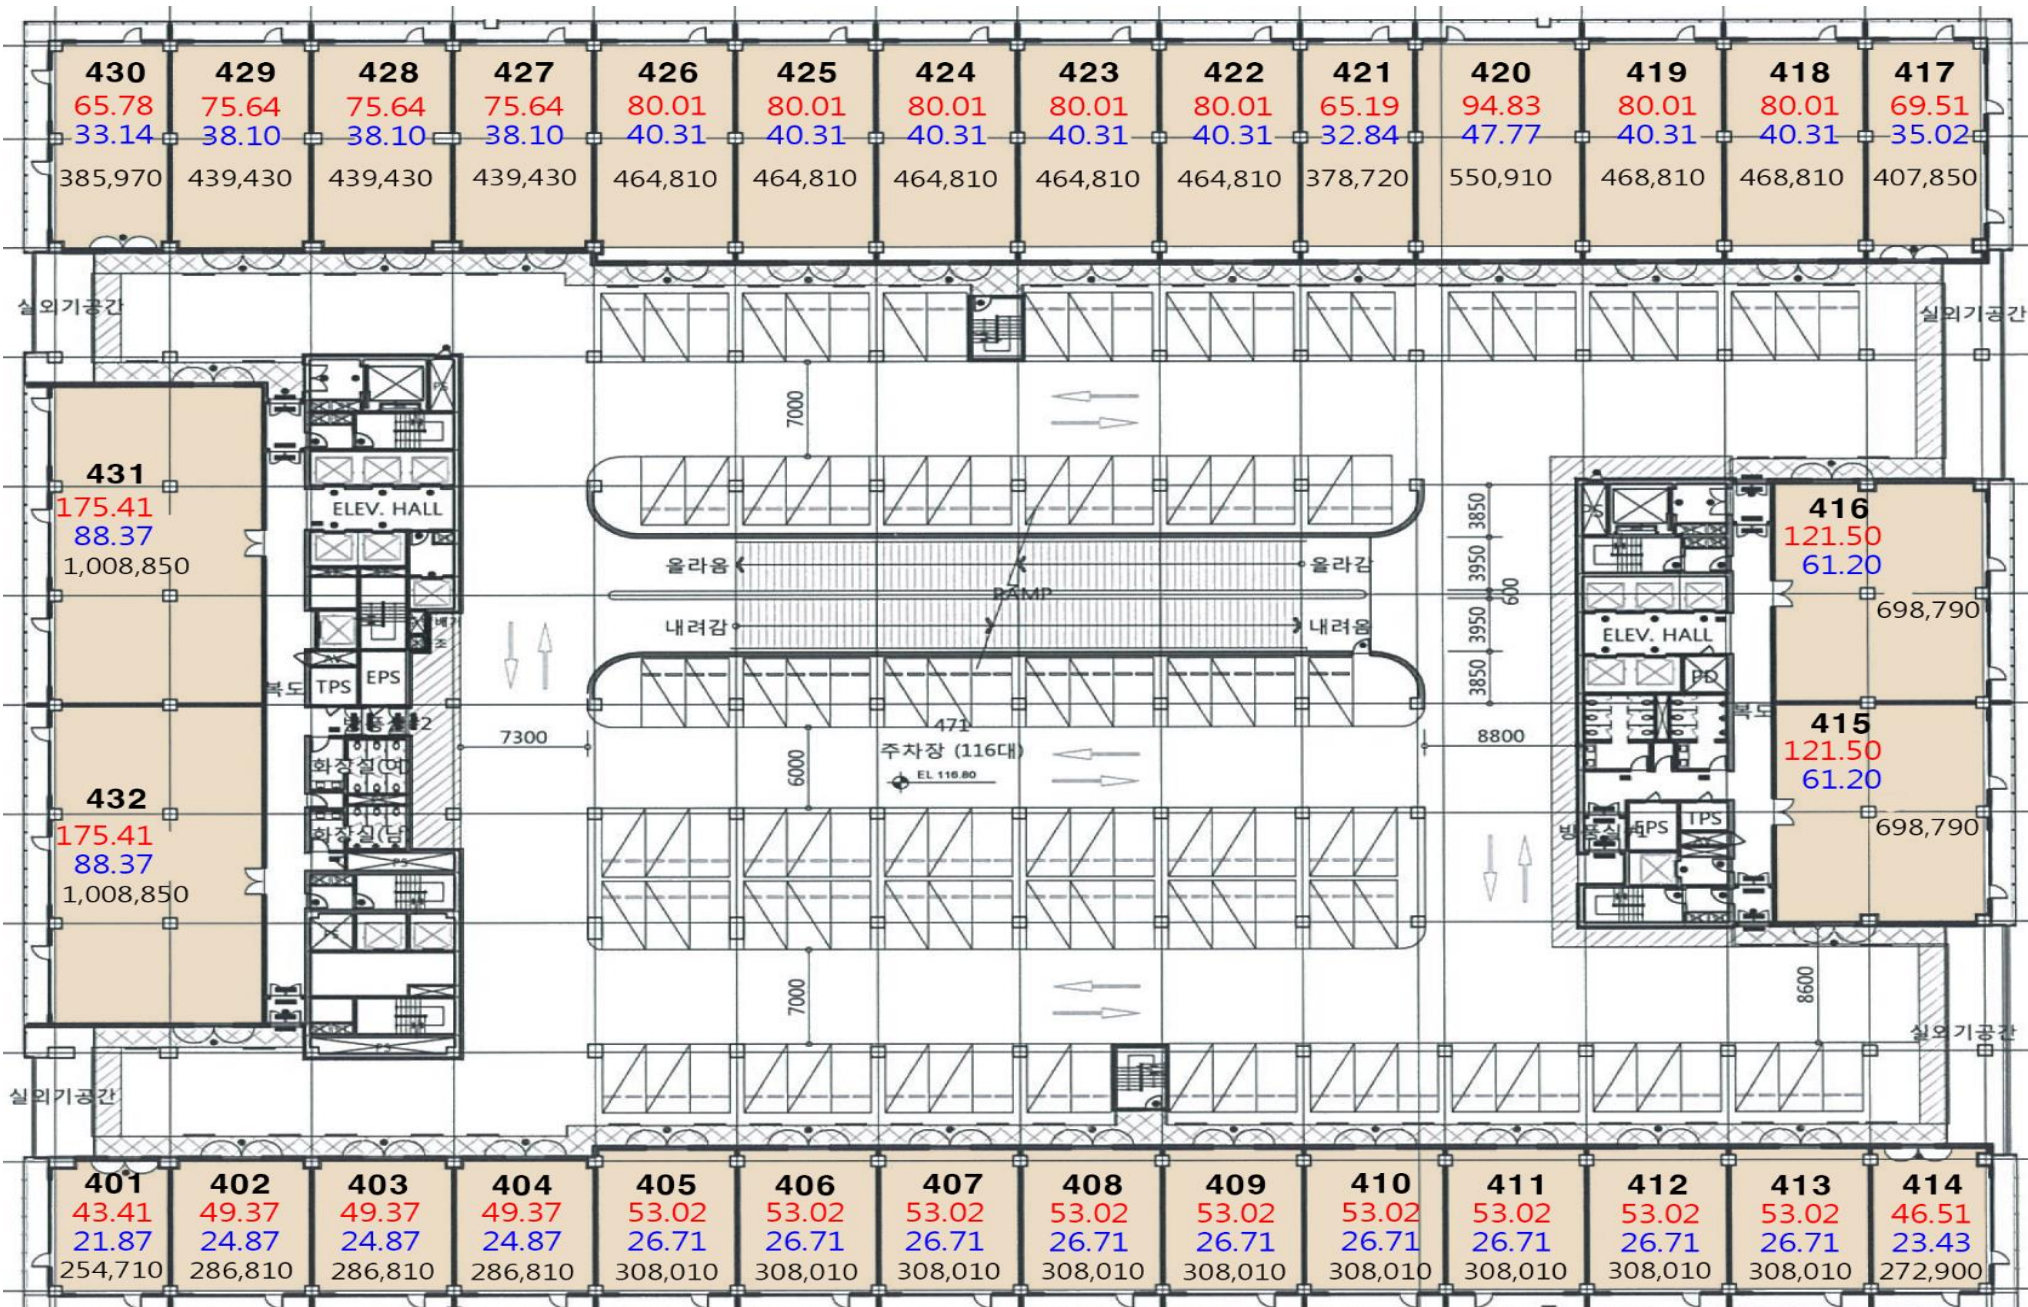 430 429 428 427 426 425 424 423 422 421 420 419 418 417
65.78 75.64 75.64 75.64 80.01 80.01 80.01 80.01 80.01 65.19 94.83 80.01 80.01 69.51
33.14 38.10 38.10 38.10 40.31 40.31 40.31 40.31 40.31 32.84 47.77 40.31 40.31 35.02
385,970 439,430 439,430 439,430 464,810 464,810 464,810 464,810 464,810 378,720 550,910 468,810 468,810 407,850
실외기공간
실외기공간
PS
7000
431
175.41
88.37
1,008,850
ELEV. HALL
올라옴
올라감
RAMP
내려감
내려옴
3850
3950
600
3950
3850
PS
416
121.50
61.20
698,790
ELEV. HALL
PD
복도
TPS
EPS
복도
7300
471
주차장 (116대)
EL 116.80
6000
8800
415
121.50
61.20
698,790
432
175.41
88.37
1,008,850
화장실(여)
화장실(남)
PS
EPS
TPS
PS
7000
8600
실외기공간
PS
실외기공간
401 402 403 404 405 406 407 408 409 410 411 412 413 414
43.41 49.37 49.37 49.37 53.02 53.02 53.02 53.02 53.02 53.02 53.02 53.02 53.02 46.51
21.87 24.87 24.87 24.87 26.71 26.71 26.71 26.71 26.71 26.71 26.71 26.71 26.71 23.43
254,710 286,810 286,810 286,810 308,010 308,010 308,010 308,010 308,010 308,010 308,010 308,010 308,010 272,900